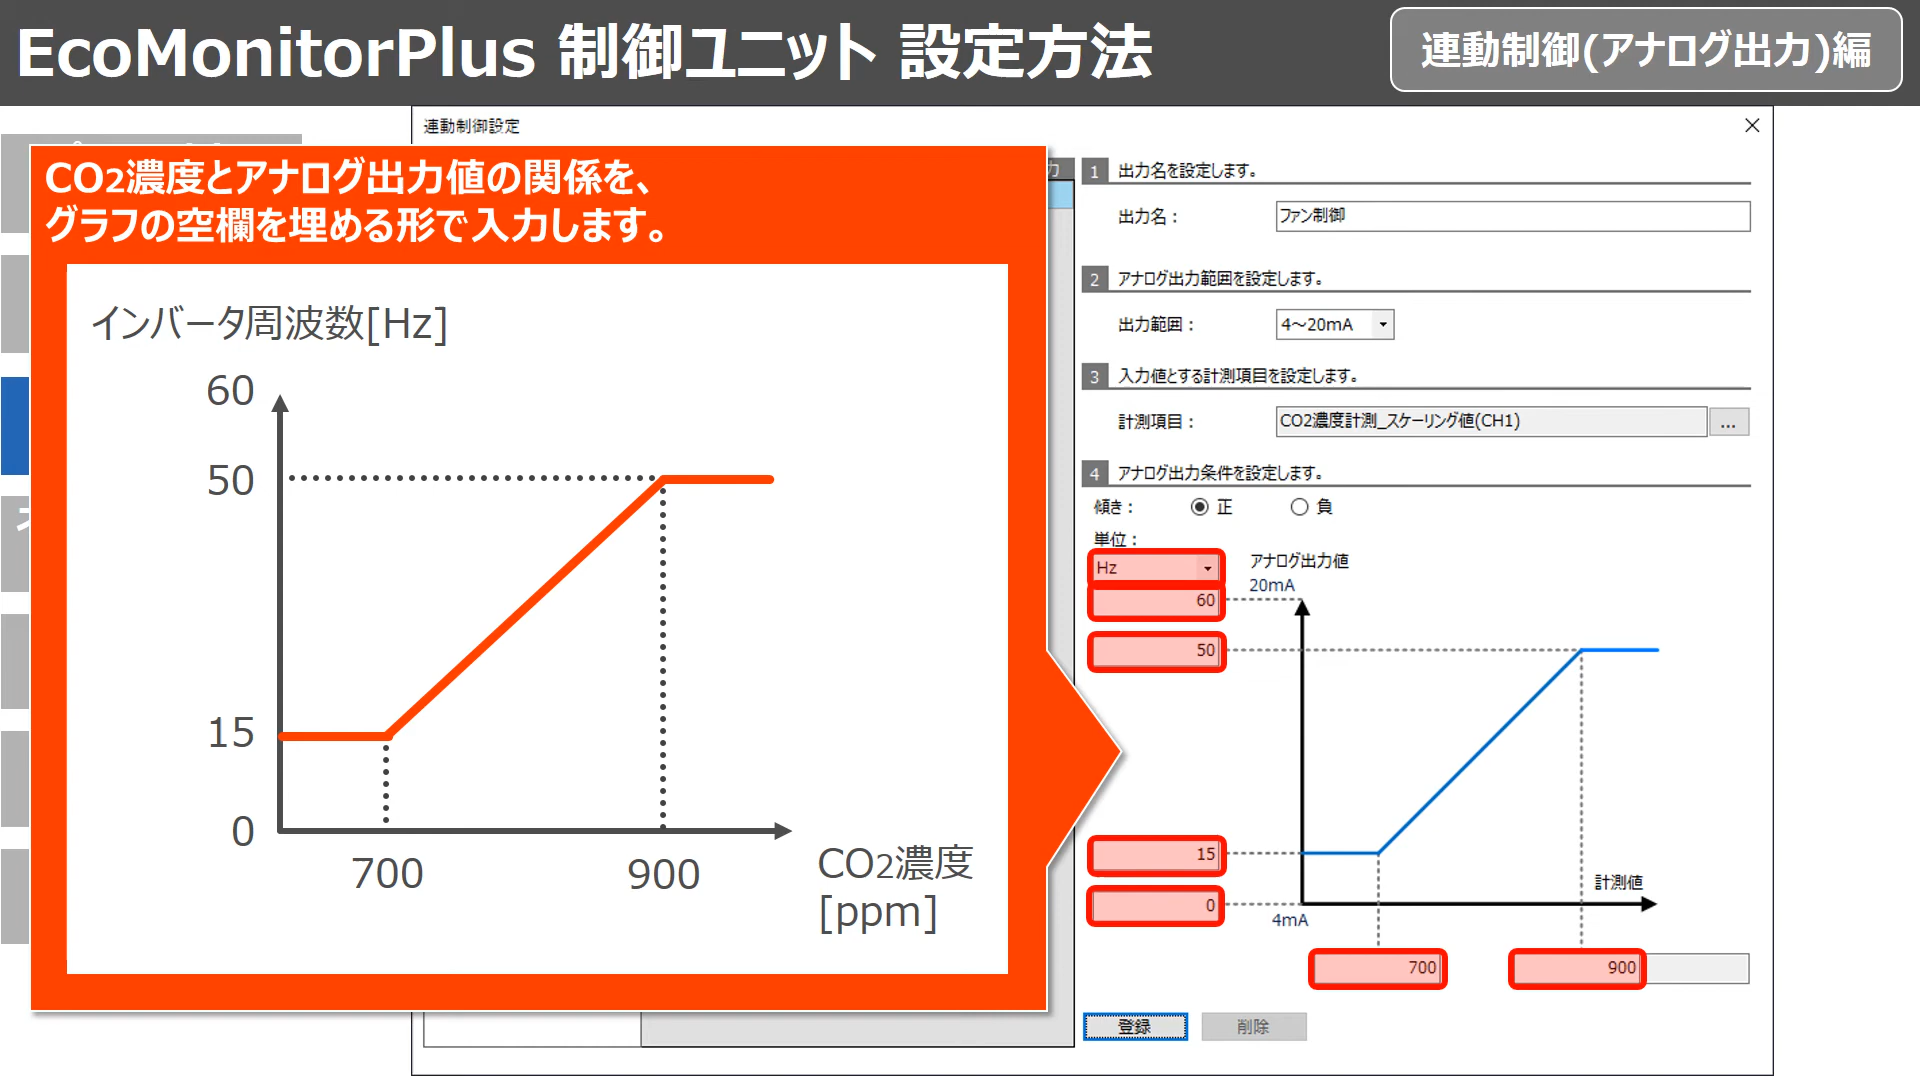 EcoMonitorPlus 制御ユニット 設定方法
連動制御(アナログ出力)編
連動制御設定
CO2濃度とアナログ出力値の関係を、
グラフの空欄を埋める形で入力します。
インバータ周波数[Hz]
60
50
15
0
700
900
CO2濃度
[ppm]
力
1 出力名を設定します。
出力名： ファン制御
2 アナログ出力範囲を設定します。
出力範囲： 4～20mA
3 入力値とする計測項目を設定します。
計測項目： CO2濃度計測_スケーリング値(CH1) ...
4 アナログ出力条件を設定します。
傾き： 正 負
単位：
Hz
アナログ出力値
20mA
60
50
15
計測値
0
4mA
700
900
登録
削除